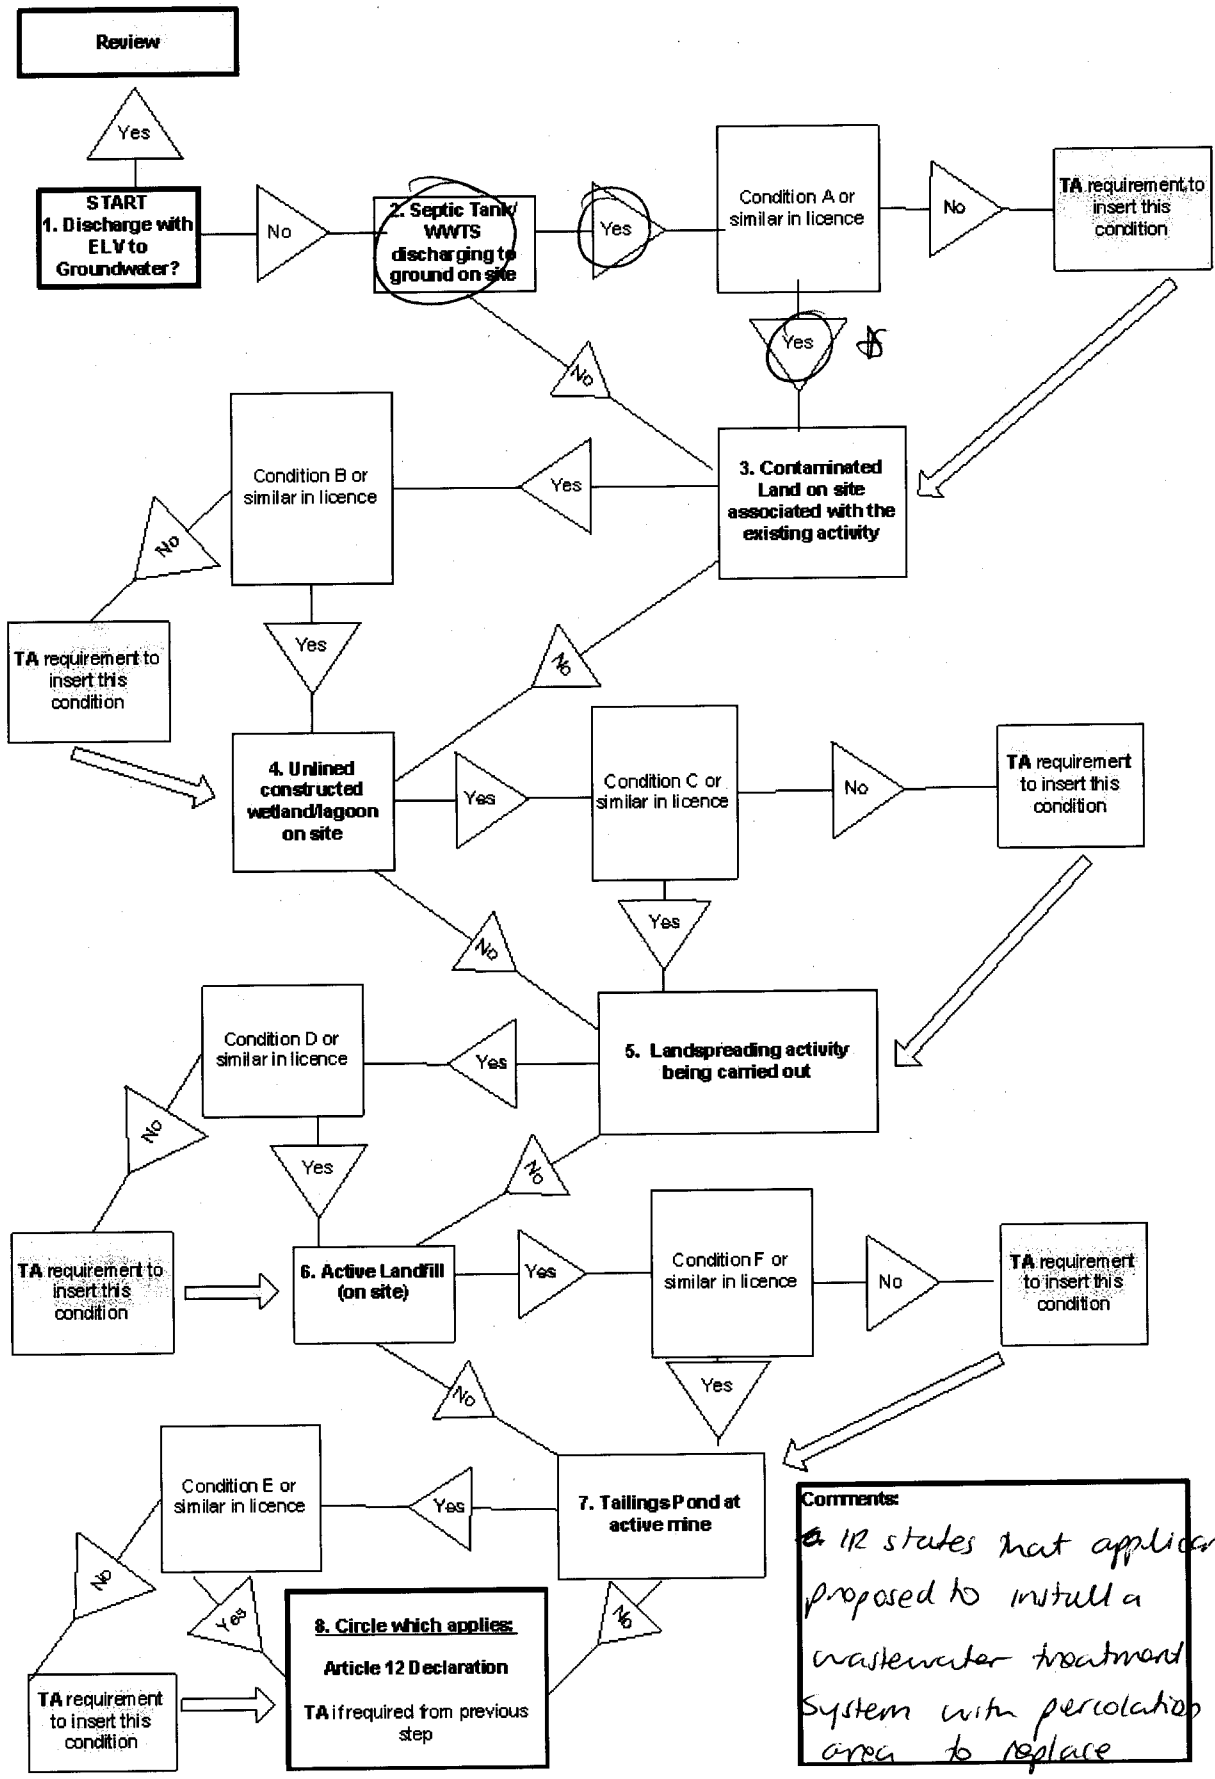 Review
Yes
START
1. Discharge with
ELV to
Groundwater?
No
2. Septic Tank/
WWTS
discharging to
ground on site
Yes
Condition A or
similar in licence
No
TA requirement to
insert this
condition
Yes
No
3. Contaminated
Land on site
associated with the
existing activity
Yes
Condition B or
similar in licence
No
TA requirement to
insert this
condition
Yes
No
4. Unlined
constructed
wetland/lagoon
on site
Yes
Condition C or
similar in licence
No
TA requirement
to insert this
condition
Yes
No
5. Landspreading activity
being carried out
Yes
Condition D or
similar in licence
No
TA requirement to
insert this
condition
Yes
No
6. Active Landfill
(on site)
Yes
Condition F or
similar in licence
No
TA requirement
to insert this
condition
Yes
No
7. Tailings Pond at
active mine
Yes
Condition E or
similar in licence
No
TA requirement
to insert this
condition
Yes
No
8. Circle which applies:
Article 12 Declaration
TA if required from previous
step
Comments:
IR states that applican
proposed to install a
wastewater treatment
system with percolation
area to replace